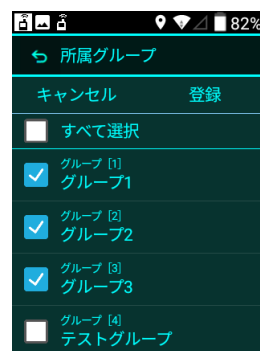 82%
所属グループ
キャンセル 登録
すべて選択
グループ [1]
グループ1
グループ [2]
グループ2
グループ [3]
グループ3
グループ [4]
テストグループ